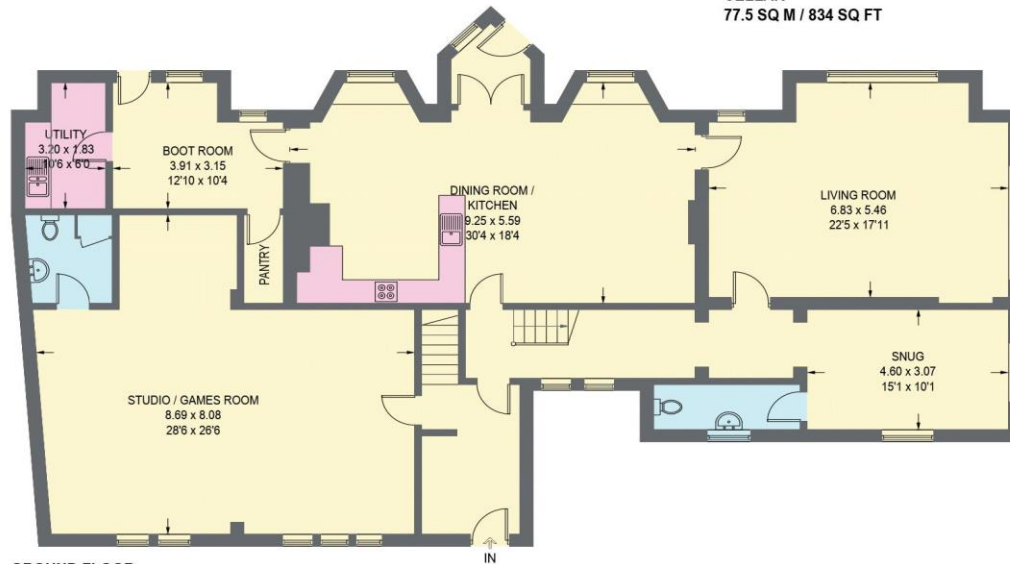 77.5 SQ M / 834 SQ FT
UTILITY
3.20 x 1.83
10'6 x 6'0
BOOT ROOM
3.91 x 3.15
12'10 x 10'4
DINING ROOM /
KITCHEN
9.25 x 5.59
30'4 x 18'4
LIVING ROOM
6.83 x 5.46
22'5 x 17'11
PANTRY
SNUG
4.60 x 3.07
15'1 x 10'1
STUDIO / GAMES ROOM
8.69 x 8.08
28'6 x 26'6
IN